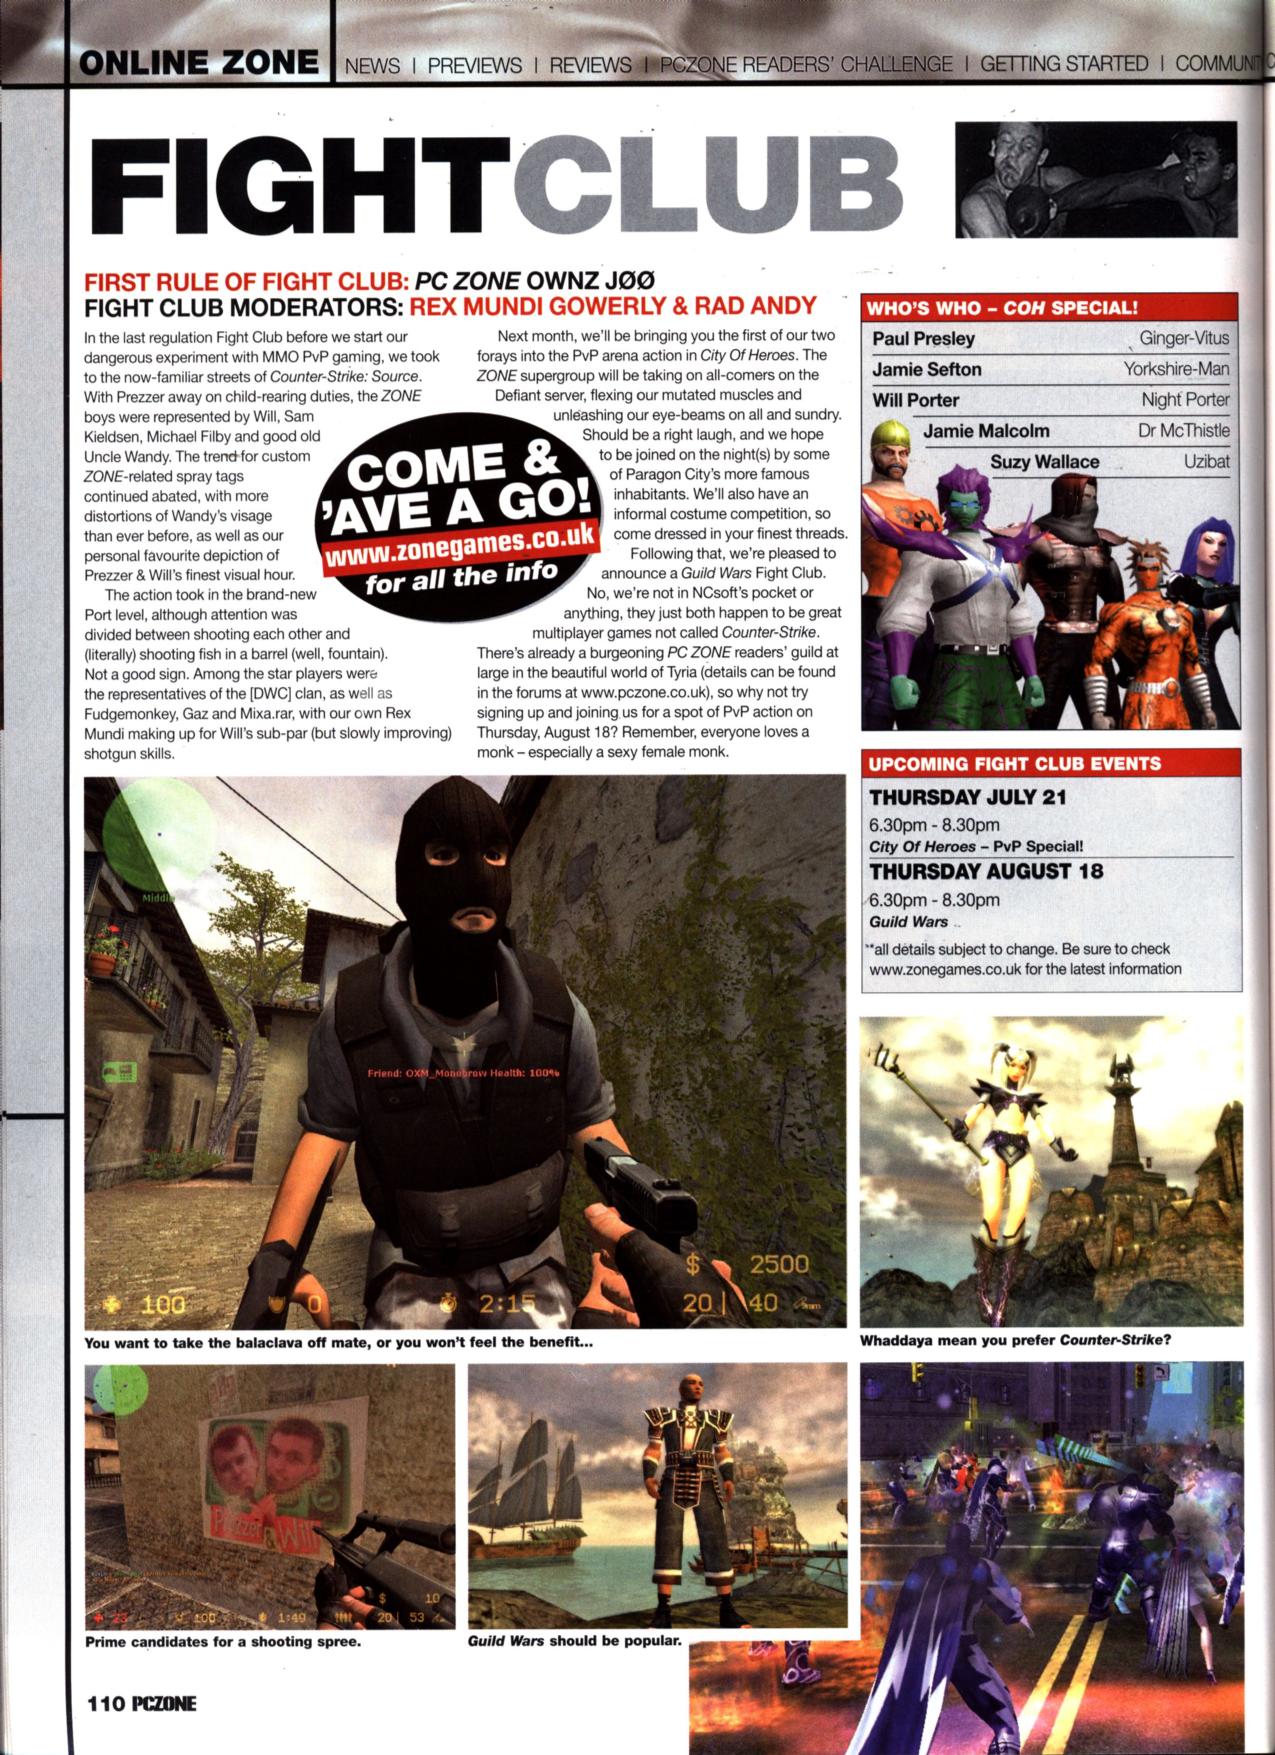 ONLINE ZONE
NEWS | PREVIEWS | REVIEWS | PCZONE READERS' CHALLENGE | GETTING STARTED |
FIGHTCLUB
FIRST RULE OF FIGHT CLUB: PC ZONE OWNZ JØØ
FIGHT CLUB MODERATORS: REX MUNDI GOWERLY & RAD ANDY
In the last regulation Fight Club before we start our
dangerous experiment with MMO PvP gaming, we took
to the now-familiar streets of Counter-Strike: Source.
With Prezzer away on child-rearing duties, the ZONE
boys were represented by Will, Sam
Kieldsen, Michael Filby and good old
Uncle Wandy. The trend for custom
ZONE-related spray tags
continued abated, with more
distortions of Wandy's visage
than ever before, as well as our
personal favourite depiction of
Prezzer & Will's finest visual hour.
The action took in the brand-new
Port level, although attention was
divided between shooting each other and
(literally) shooting fish in a barrel (well, fountain).
Not a good sign. Among the star players were
the representatives of the [DWC] clan, as well as
Fudgemonkey, Gaz and Mixa.rar, with our own Rex
Mundi making up for Will's sub-par (but slowly improving)
shotgun skills.
COME &
'AVE A GO!
www.zonegames.co.uk
for all the info
Next month, we'll be bringing you the first of our two
forays into the PvP arena action in City Of Heroes. The
ZONE supergroup will be taking on all-comers on the
Defiant server, flexing our mutated muscles and
unleashing our eye-beams on all and sundry.
Should be a right laugh, and we hope
to be joined on the night(s) by some
of Paragon City's more famous
inhabitants. We'll also have an
informal costume competition, so
come dressed in your finest threads.
Following that, we're pleased to
announce a Guild Wars Fight Club.
No, we're not in NCsoft's pocket or
anything, they just both happen to be great
multiplayer games not called Counter-Strike.
There's already a burgeoning PC ZONE readers' guild at
large in the beautiful world of Tyria (details can be found
in the forums at www.pczone.co.uk), so why not try
signing up and joining us for a spot of PvP action on
Thursday, August 18? Remember, everyone loves a
monk – especially a sexy female monk.
WHO'S WHO – COH SPECIAL!
Paul Presley Ginger-Vitus
Jamie Sefton Yorkshire-Man
Will Porter Night Porter
Jamie Malcolm Dr McThistle
Suzy Wallace Uzibat
UPCOMING FIGHT CLUB EVENTS
THURSDAY JULY 21
6.30pm - 8.30pm
City Of Heroes – PvP Special!
THURSDAY AUGUST 18
6.30pm - 8.30pm
Guild Wars
**all details subject to change. Be sure to check
www.zonegames.co.uk for the latest information
Middle
Friend: OXM_Monobrow Health: 100%
$ 2500
100 0 2:15 20 | 40
You want to take the balaclava off mate, or you won't feel the benefit...
Whaddaya mean you prefer Counter-Strike?
Prezzer & Will
$ 10
23 100 1:49 20 | 53
Prime candidates for a shooting spree.
Guild Wars should be popular.
110 PCZONE